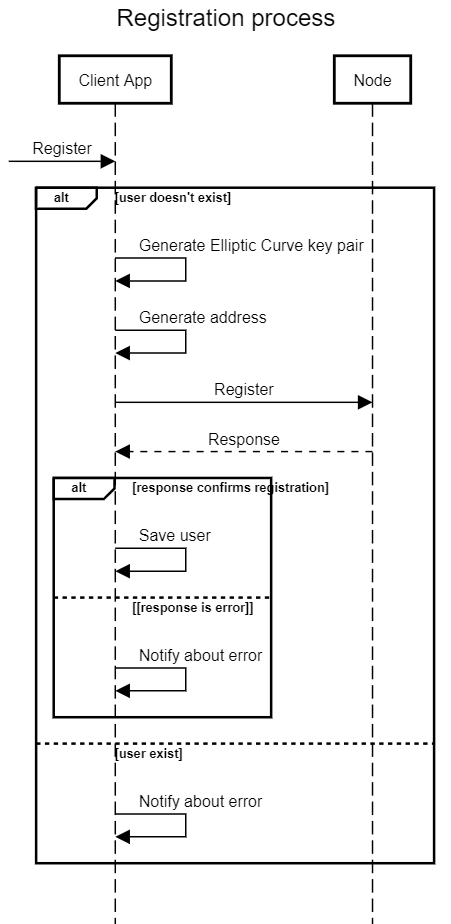 Registration process
Client App
Node
Register
alt
[user doesn't exist]
Generate Elliptic Curve key pair
Generate address
Register
Response
alt
[response confirms registration]
Save user
[[response is error]]
Notify about error
[user exist]
Notify about error